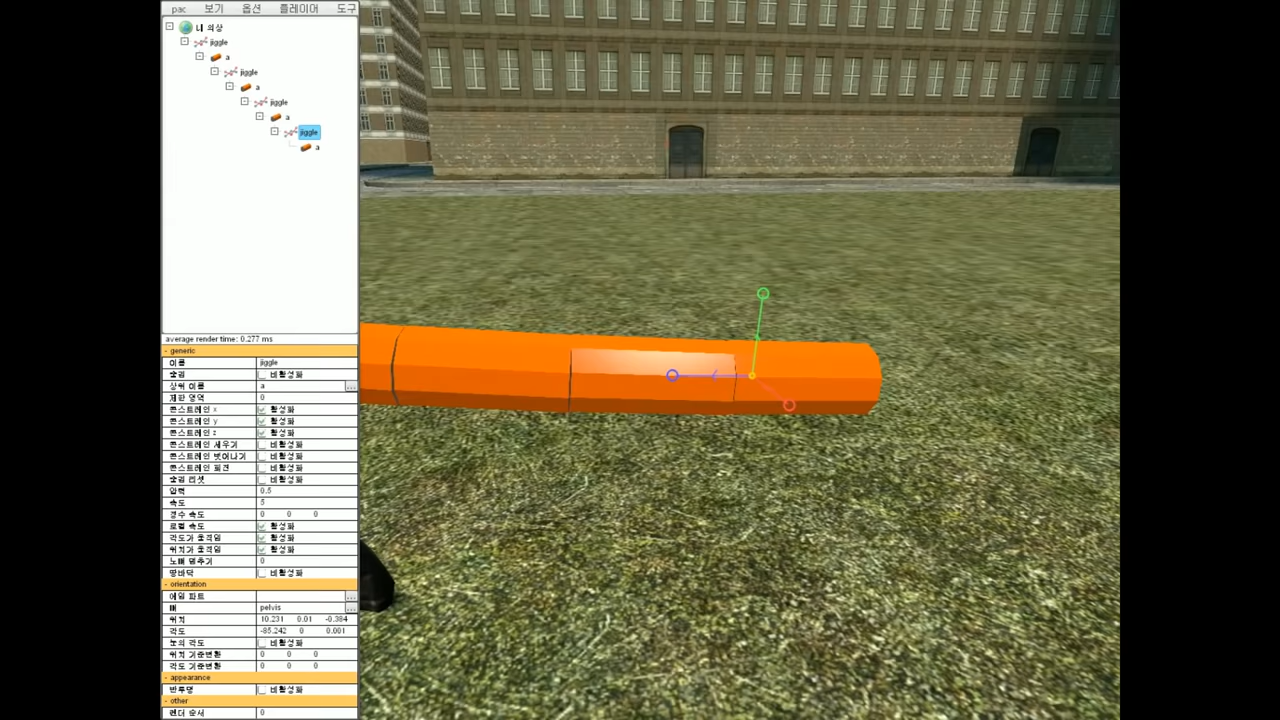 pac 보기 옵션 플레이어 도구
내 의상
jiggle
a
jiggle
a
jiggle
a
jiggle
a
average render time: 0.277 ms
- generic
이름 jiggle
숨김 비활성화
상위 이름 a ...
제한 영역 0
콘스트레인 x 활성화
콘스트레인 y 활성화
콘스트레인 z 활성화
콘스트레인 세우기 비활성화
콘스트레인 벗어나기 비활성화
콘스트레인 회전 비활성화
숨김 리셋 비활성화
압력 0.5
속도 5
경수 속도 0 0 0
로컬 속도 활성화
각도가 움직임 활성화
위치가 움직임 활성화
노빼 멈추기 0
땅바닥 비활성화
- orientation
에임 파트 ...
뼈 pelvis ...
위치 10.231 0.01 -0.384
각도 -85.242 0 0.001
눈의 각도 비활성화
위치 기준변환 0 0 0
각도 기준변환 0 0 0
- appearance
반투명 비활성화
- other
렌더 순서 0